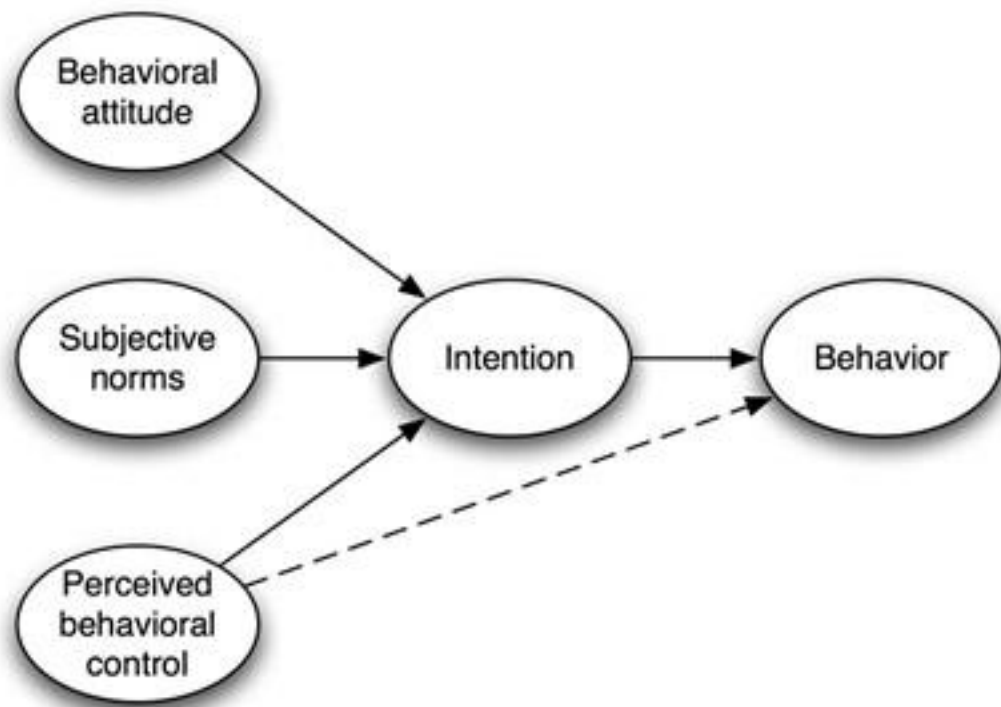 Behavioral
attitude
Subjective
norms
Intention
Behavior
Perceived
behavioral
control